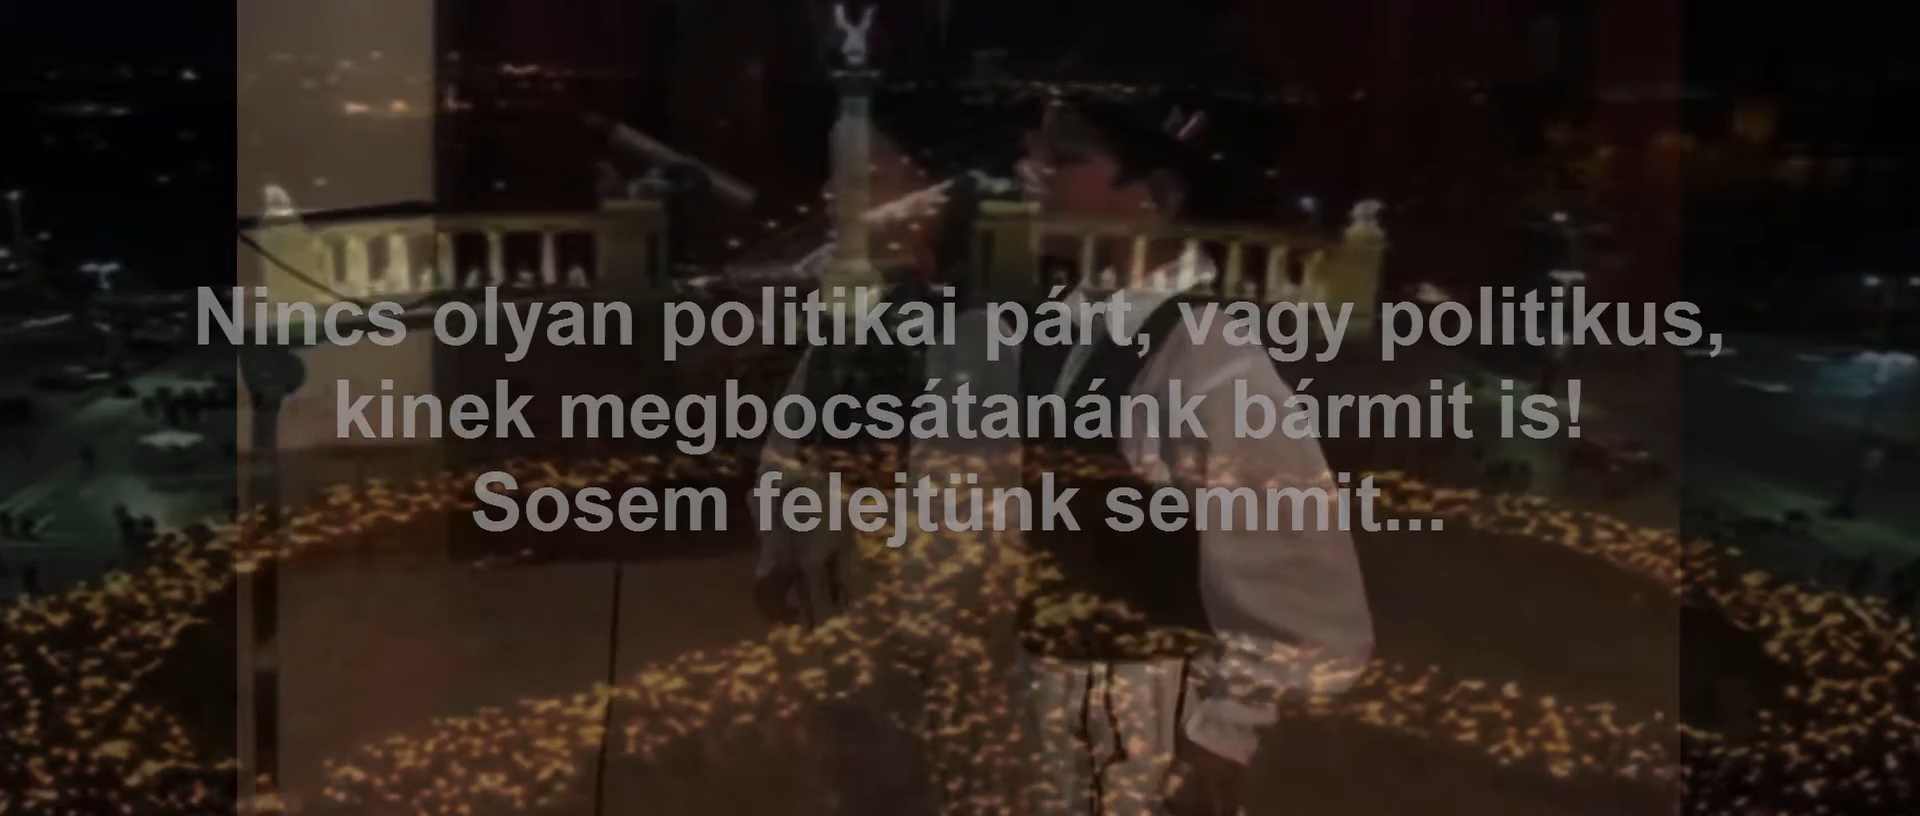 Nincs olyan politikai párt, vagy politikus,
kinek megbocsátanánk bármit is!
Sosem felejtünk semmit...